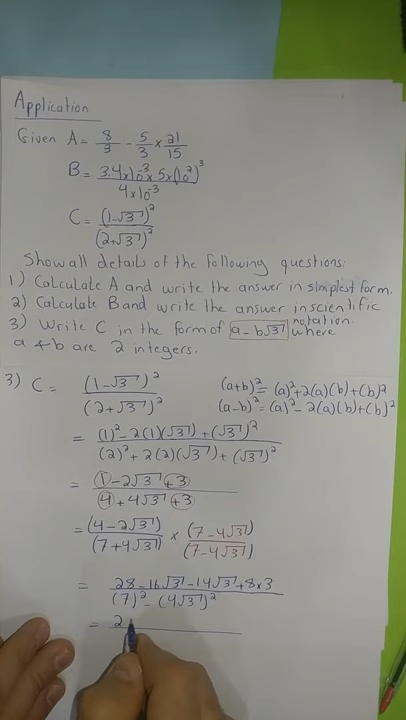 Application
Given A = 8/3 - 5/3 x 21/15
B = 3.4x10^-3 x 5x(10^2)^3 / 4x10^-3
C = (1-√3)^2 / (2+√3)^2
Show all details of the following questions:
1) Calculate A and write the answer in simplest form.
2) Calculate B and write the answer in scientific
notation.
3) Write C in the form of a - b√3 where
a & b are 2 integers.
3) C = (1-√3)^2 / (2+√3)^2
(a+b)^2 = (a)^2+2(a)(b)+(b)^2
(a-b)^2 = (a)^2-2(a)(b)+(b)^2
= (1)^2-2(1)(√3)+(√3)^2 / (2)^2+2(2)(√3)+(√3)^2
= 1-2√3+3 / 4+4√3+3
= (4-2√3) / (7+4√3) x (7-4√3) / (7-4√3)
= 28-16√3-14√3+8x3 / (7)^2-(4√3)^2
= 2